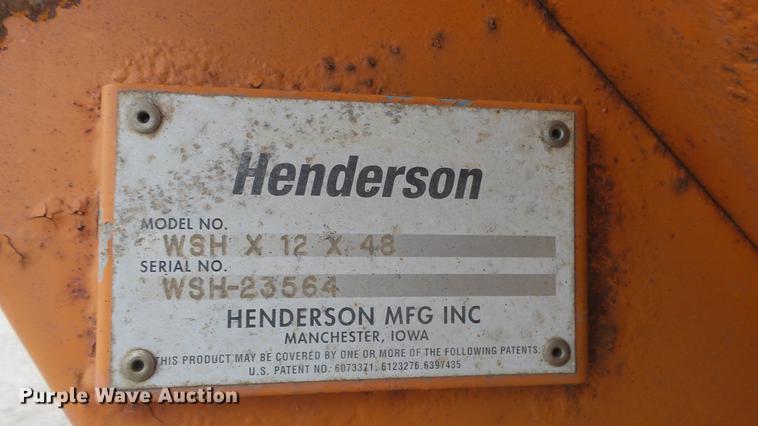 Henderson
MODEL NO.
WSH X 12 X 48
SERIAL NO.
WSH-23564
HENDERSON MFG INC
MANCHESTER, IOWA
THIS PRODUCT MAY BE COVERED BY ONE OR MORE OF THE FOLLOWING PATENTS:
U.S. PATENT NO. 6073371, 6123276, 6397435
Purple Wave Auction